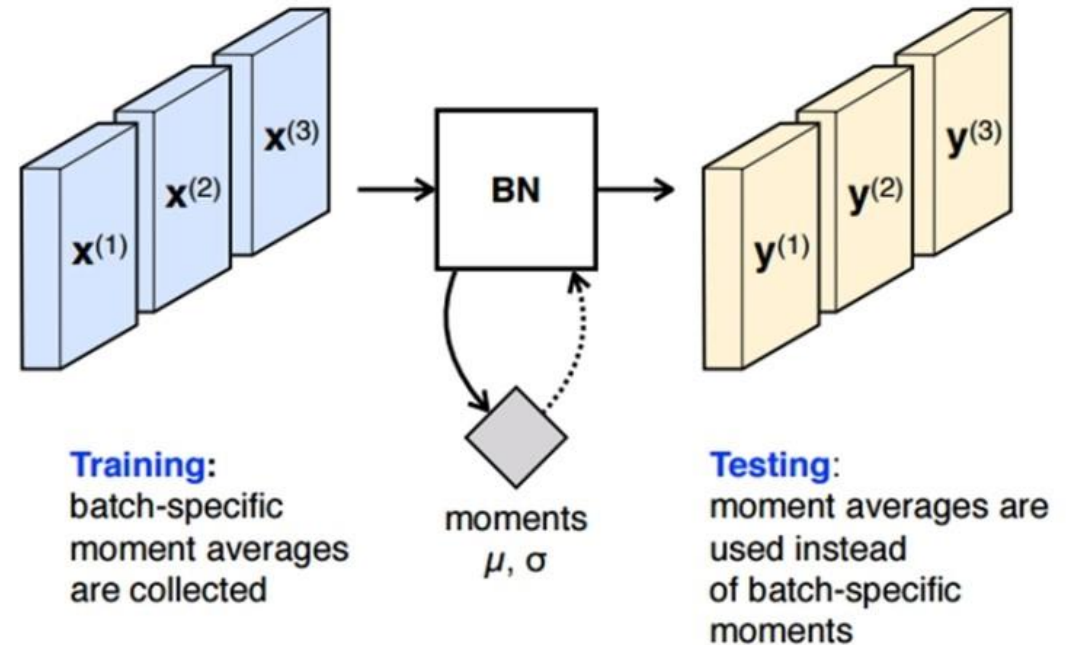 x(1)
x(2)
x(3)
BN
y(1)
y(2)
y(3)
Training:
batch-specific
moment averages
are collected
moments
μ, σ
Testing:
moment averages are
used instead
of batch-specific
moments